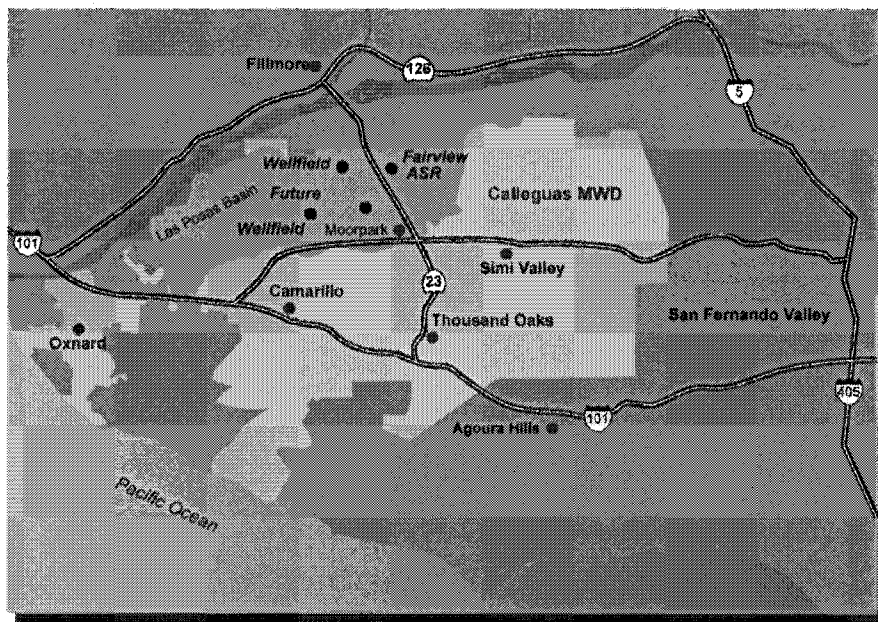 Fillmore
126
5
Wellfield
Fairview
ASR
Calleguas MWD
Las Posas Basin
Future
Wellfield
Moorpark
101
Simi Valley
23
Camarillo
San Fernando Valley
Thousand Oaks
Oxnard
405
101
Agoura Hills
Pacific Ocean